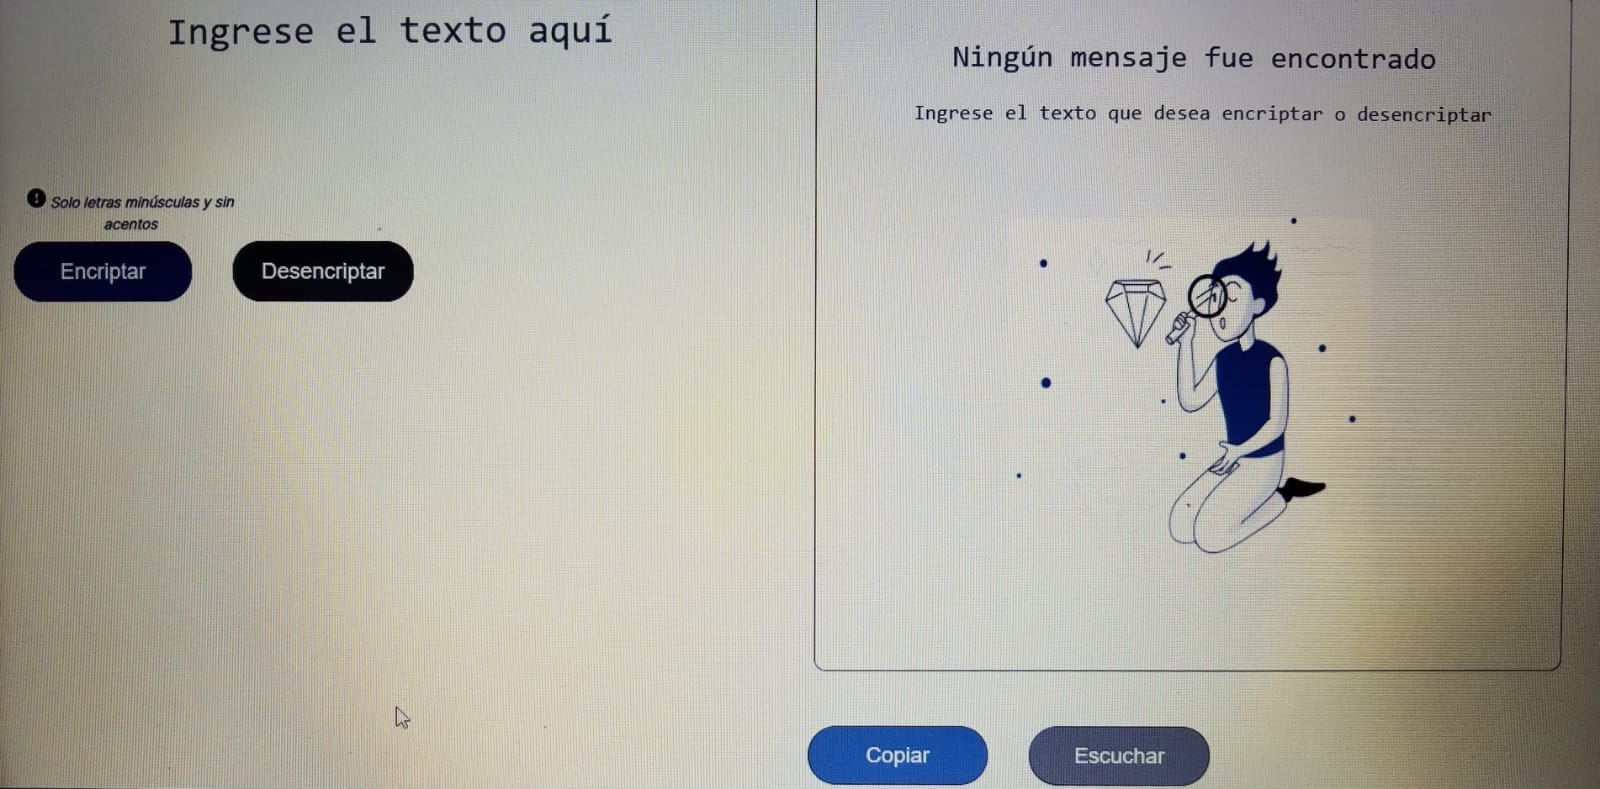 Ingrese el texto aquí
Solo letras minúsculas y sin
acentos
Encriptar
Desencriptar
Ningún mensaje fue encontrado
Ingrese el texto que desea encriptar o desencriptar
Copiar
Escuchar